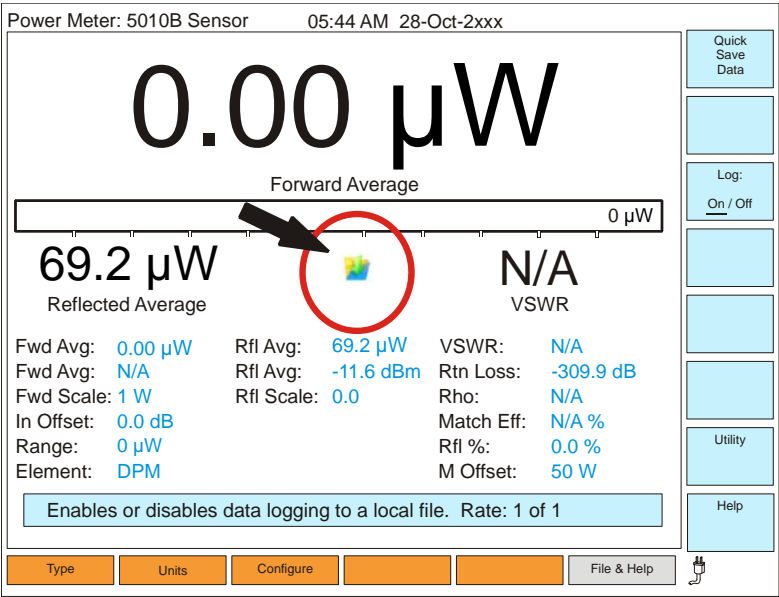 Power Meter: 5010B Sensor 05:44 AM 28-Oct-2xxx
0.00 µW
Forward Average
0 µW
69.2 µW
Reflected Average
N/A
VSWR
Fwd Avg: 0.00 µW Rfl Avg: 69.2 µW VSWR: N/A
Fwd Avg: N/A Rfl Avg: -11.6 dBm Rtn Loss: -309.9 dB
Fwd Scale: 1 W Rfl Scale: 0.0 Rho: N/A
In Offset: 0.0 dB Match Eff: N/A %
Range: 0 µW Rfl %: 0.0 %
Element: DPM M Offset: 50 W
Enables or disables data logging to a local file. Rate: 1 of 1
Quick
Save
Data
Log:
On / Off
Utility
Help
Type Units Configure File & Help